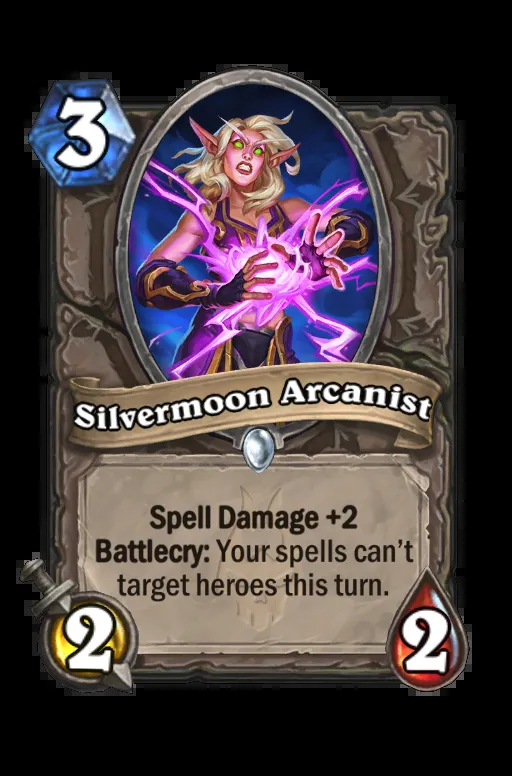 3
Silvermoon Arcanist
Spell Damage +2
Battlecry: Your spells can't
target heroes this turn.
2
2